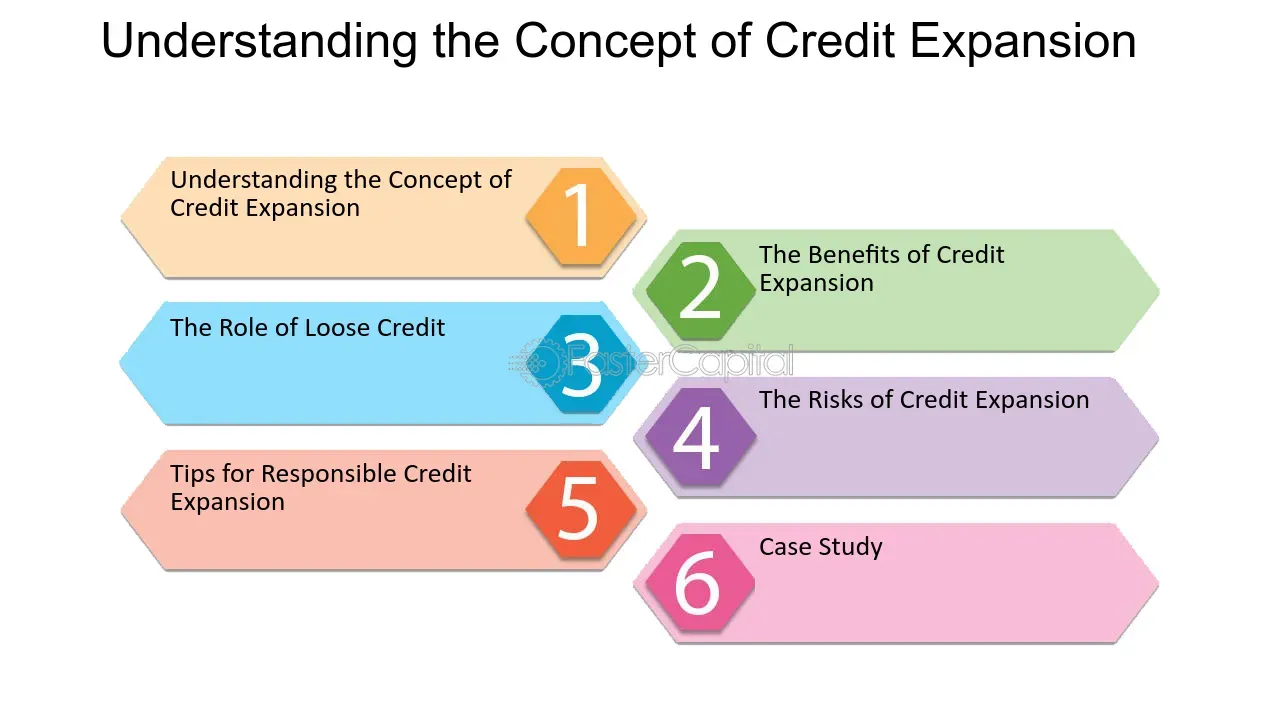 Understanding the Concept of Credit Expansion
Understanding the Concept of
Credit Expansion
1
2
The Benefits of Credit
Expansion
The Role of Loose Credit
3
FasterCapital
4
The Risks of Credit Expansion
Tips for Responsible Credit
Expansion
5
6
Case Study